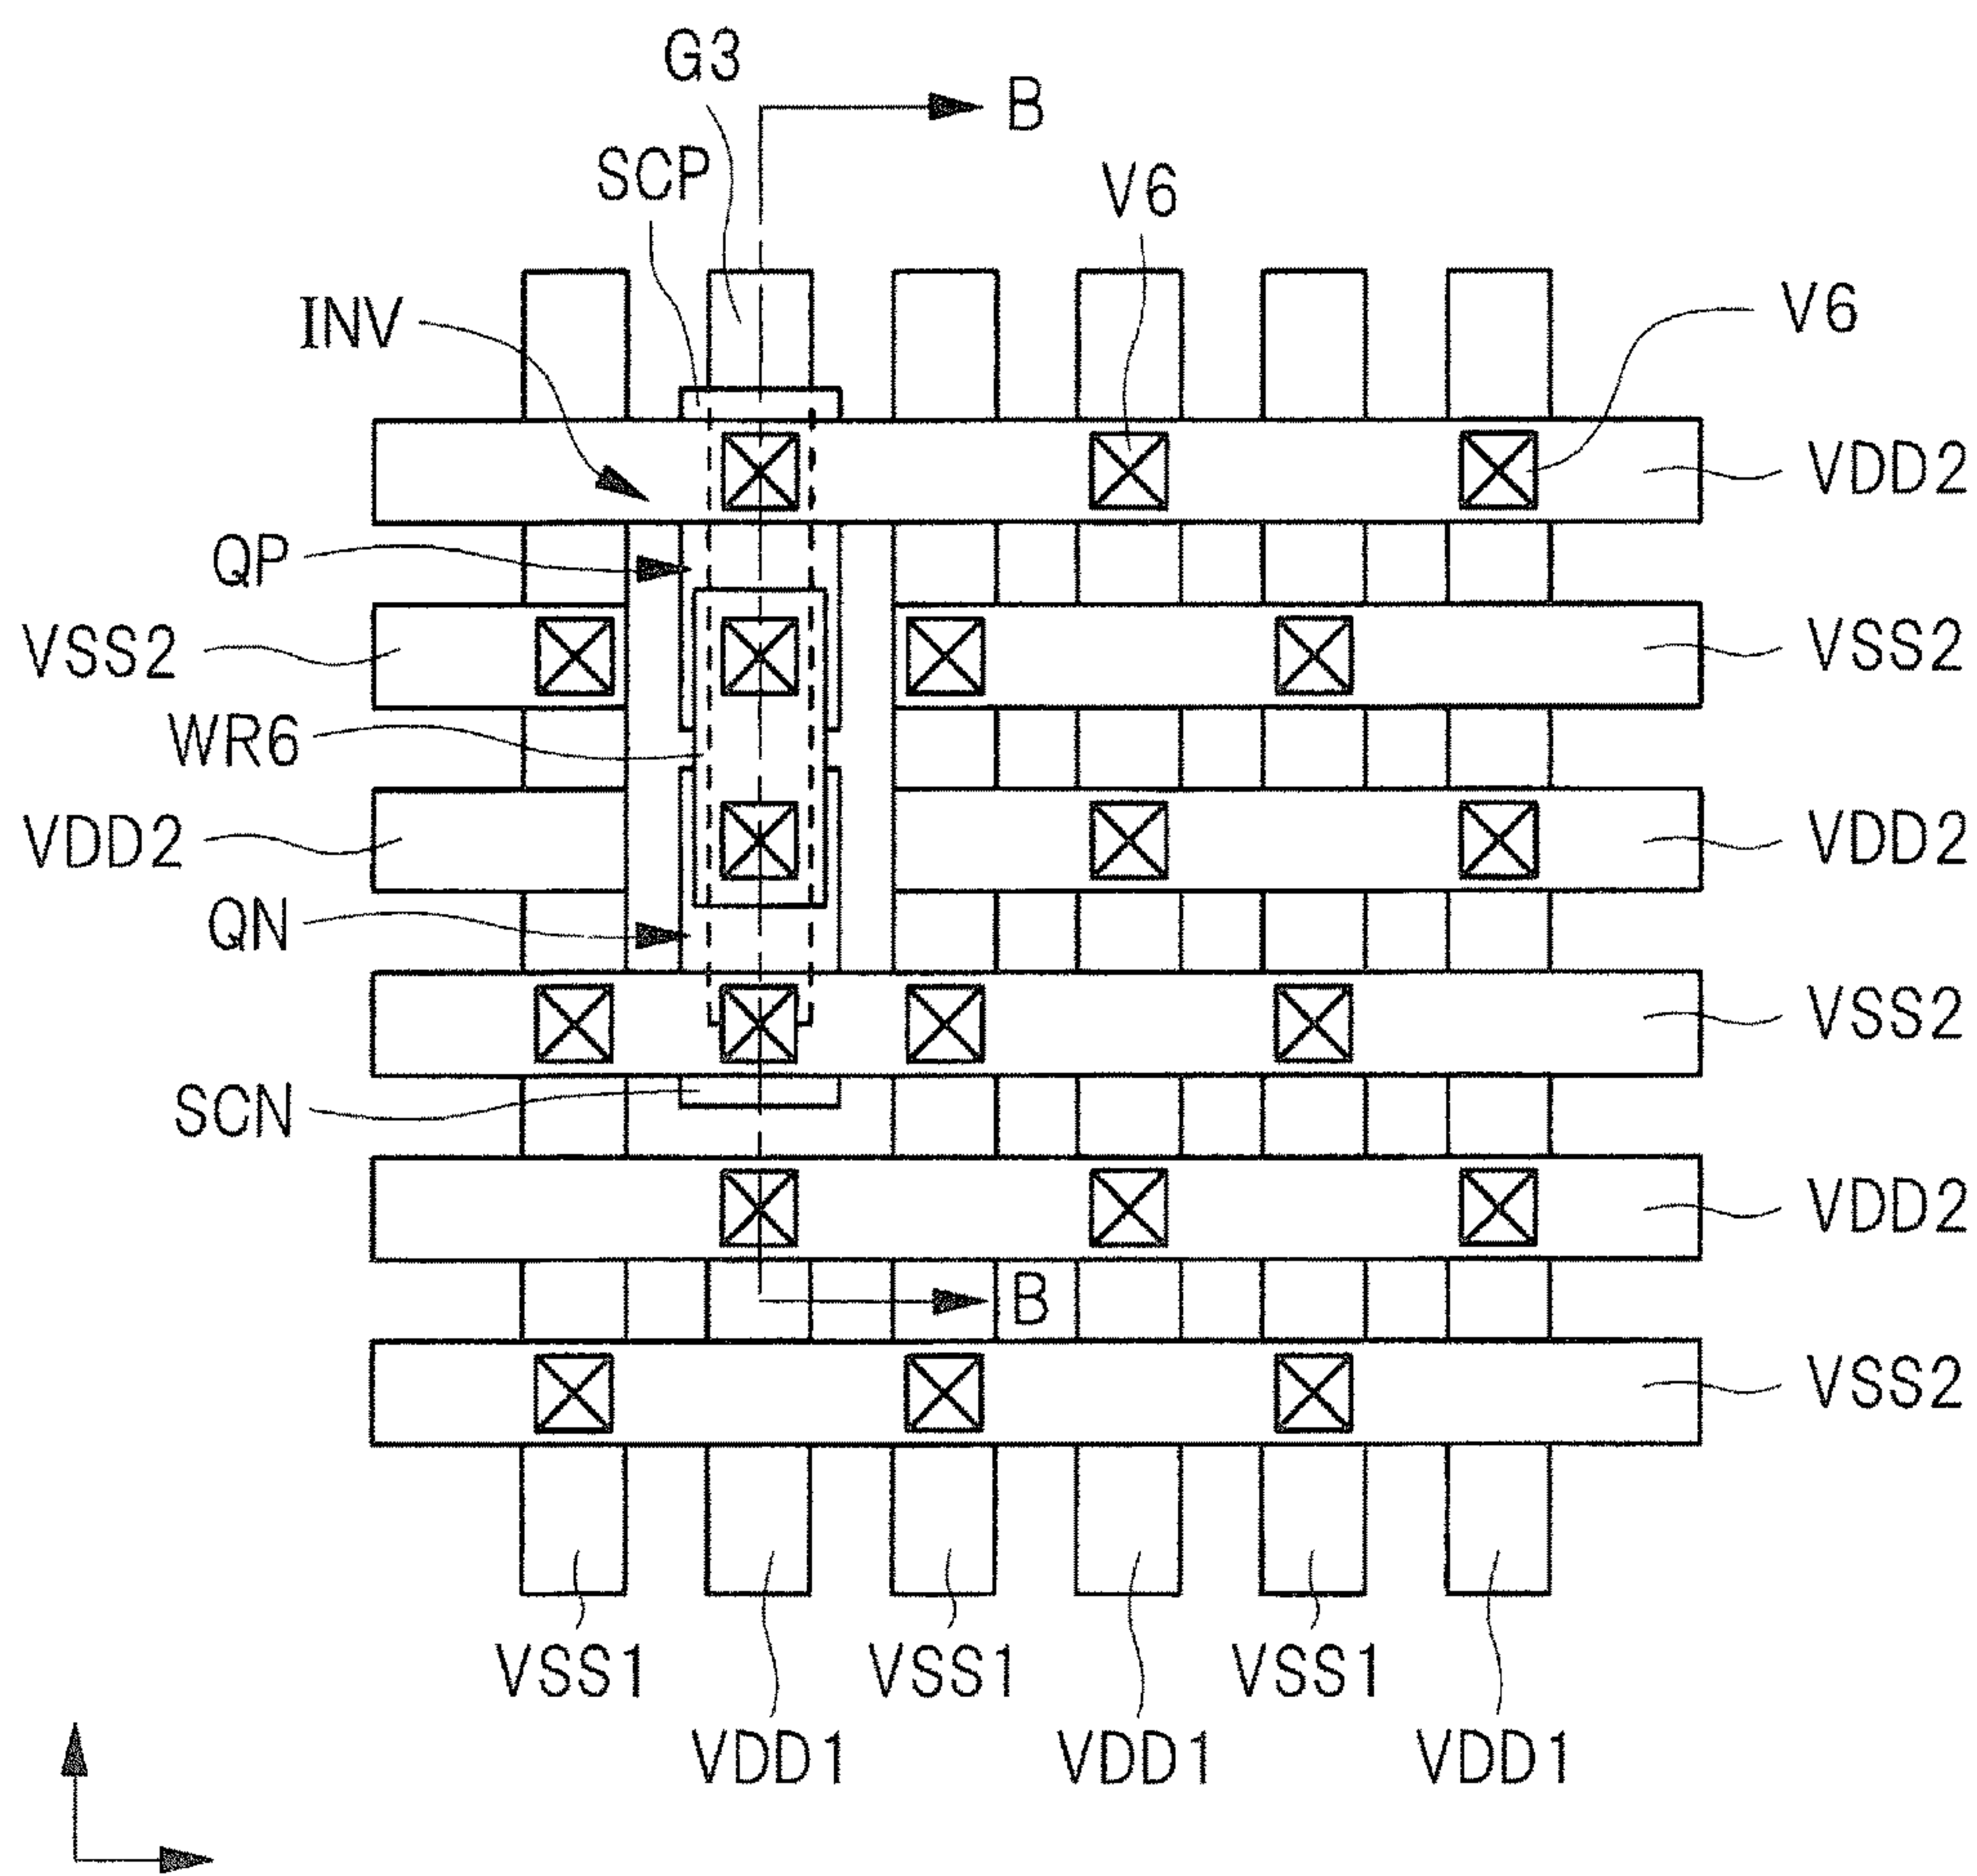 G3
B
SCP
V6
INV
V6
VDD2
QP
VSS2
VSS2
WR6
VDD2
VDD2
QN
VSS2
SCN
VDD2
B
VSS2
VSS1
VSS1
VSS1
VDD1
VDD1
VDD1